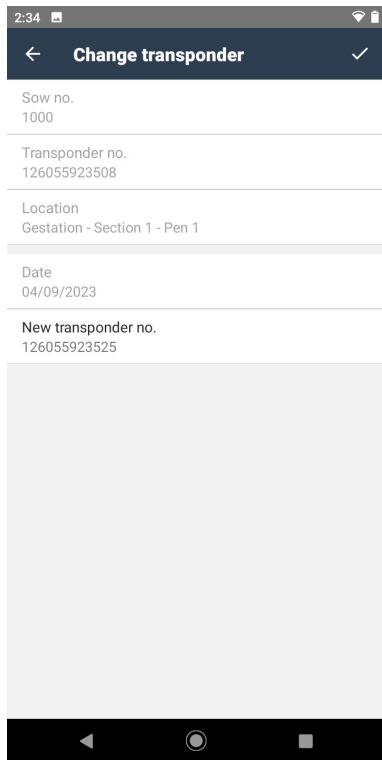 2:34
Change transponder
Sow no.
1000
Transponder no.
126055923508
Location
Gestation - Section 1 - Pen 1
Date
04/09/2023
New transponder no.
126055923525